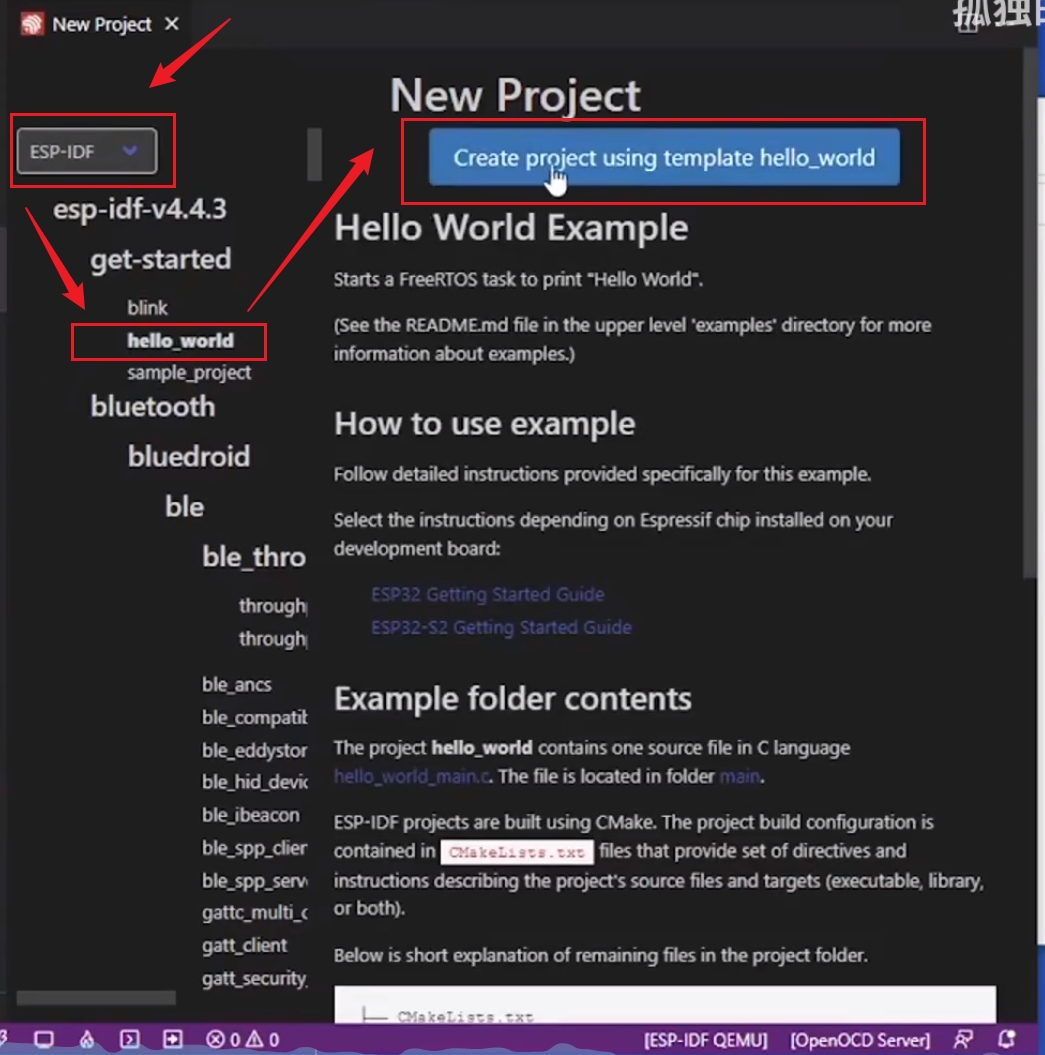 New Project
孤独
New Project
ESP-IDF
Create project using template hello_world
esp-idf-v4.4.3
get-started
blink
hello_world
sample_project
bluetooth
bluedroid
ble
ble_thro
through
through
ble_ancs
ble_compatib
ble_eddystor
ble_hid_devic
ble_ibeacon
ble_spp_clier
ble_spp_serv
gattc_multi_c
gatt_client
gatt_security_
Hello World Example
Starts a FreeRTOS task to print "Hello World".
(See the README.md file in the upper level 'examples' directory for more
information about examples.)
How to use example
Follow detailed instructions provided specifically for this example.
Select the instructions depending on Espressif chip installed on your
development board:
ESP32 Getting Started Guide
ESP32-S2 Getting Started Guide
Example folder contents
The project hello_world contains one source file in C language
hello_world_main.c. The file is located in folder main.
ESP-IDF projects are built using CMake. The project build configuration is
contained in CMakeLists.txt files that provide set of directives and
instructions describing the project's source files and targets (executable, library,
or both).
Below is short explanation of remaining files in the project folder.
├── CMakeLists.txt
0 0 [ESP-IDF QEMU] [OpenOCD Server]